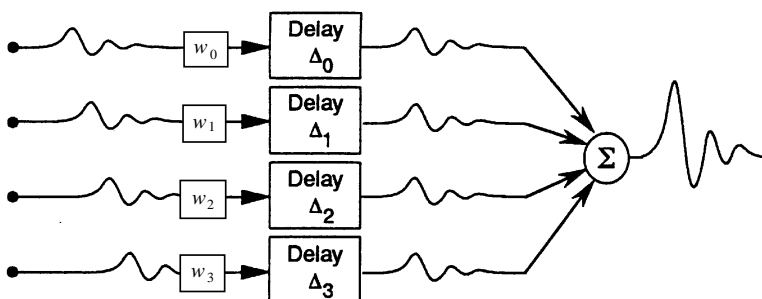 w₀
Delay
Δ₀
w₁
Delay
Δ₁
Σ
w₂
Delay
Δ₂
w₃
Delay
Δ₃